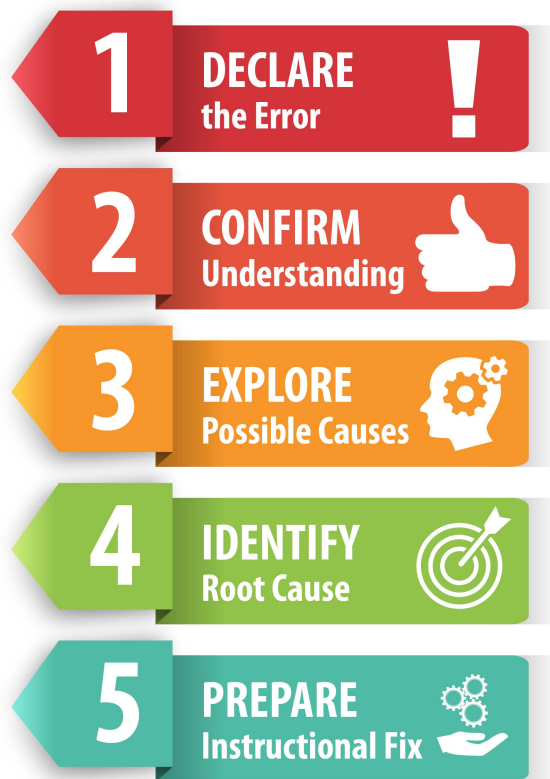 1
DECLARE
the Error
!
2
CONFIRM
Understanding
3
EXPLORE
Possible Causes
4
IDENTIFY
Root Cause
5
PREPARE
Instructional Fix